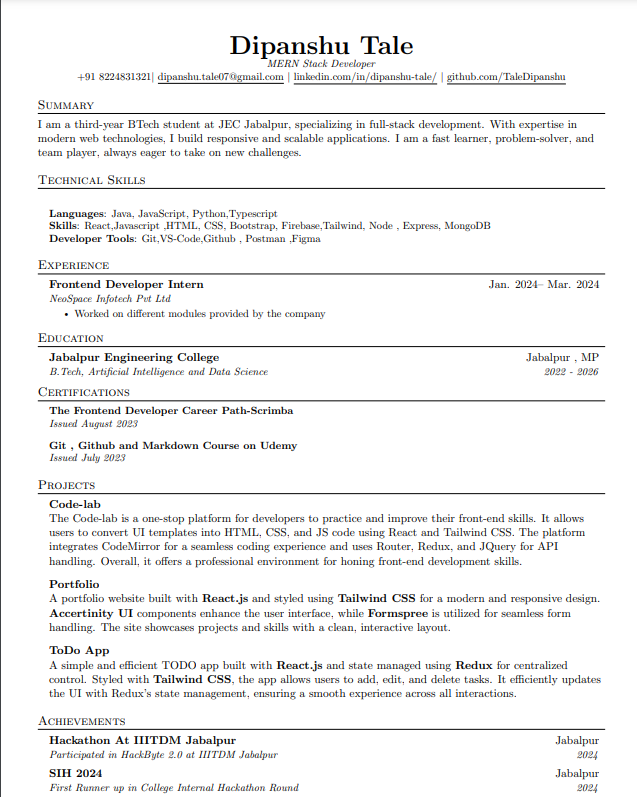 Dipanshu Tale
MERN Stack Developer
+91 8224831321| dipanshu.tale07@gmail.com | linkedin.com/in/dipanshu-tale/ | github.com/TaleDipanshu
Summary
I am a third-year BTech student at JEC Jabalpur, specializing in full-stack development. With expertise in
modern web technologies, I build responsive and scalable applications. I am a fast learner, problem-solver, and
team player, always eager to take on new challenges.
Technical Skills
Languages: Java, JavaScript, Python,Typescript
Skills: React,Javascript ,HTML, CSS, Bootstrap, Firebase,Tailwind, Node , Express, MongoDB
Developer Tools: Git,VS-Code,Github , Postman ,Figma
Experience
Frontend Developer Intern Jan. 2024– Mar. 2024
NeoSpace Infotech Pvt Ltd
• Worked on different modules provided by the company
Education
Jabalpur Engineering College Jabalpur , MP
B.Tech, Artificial Intelligence and Data Science 2022 - 2026
Certifications
The Frontend Developer Career Path-Scrimba
Issued August 2023
Git , Github and Markdown Course on Udemy
Issued July 2023
Projects
Code-lab
The Code-lab is a one-stop platform for developers to practice and improve their front-end skills. It allows
users to convert UI templates into HTML, CSS, and JS code using React and Tailwind CSS. The platform
integrates CodeMirror for a seamless coding experience and uses Router, Redux, and JQuery for API
handling. Overall, it offers a professional environment for honing front-end development skills.
Portfolio
A portfolio website built with React.js and styled using Tailwind CSS for a modern and responsive design.
Accertinity UI components enhance the user interface, while Formspree is utilized for seamless form
handling. The site showcases projects and skills with a clean, interactive layout.
ToDo App
A simple and efficient TODO app built with React.js and state managed using Redux for centralized
control. Styled with Tailwind CSS, the app allows users to add, edit, and delete tasks. It efficiently updates
the UI with Redux's state management, ensuring a smooth experience across all interactions.
Achievements
Hackathon At IIITDM Jabalpur Jabalpur
Participated in HackByte 2.0 at IIITDM Jabalpur 2024
SIH 2024 Jabalpur
First Runner up in College Internal Hackathon Round 2024